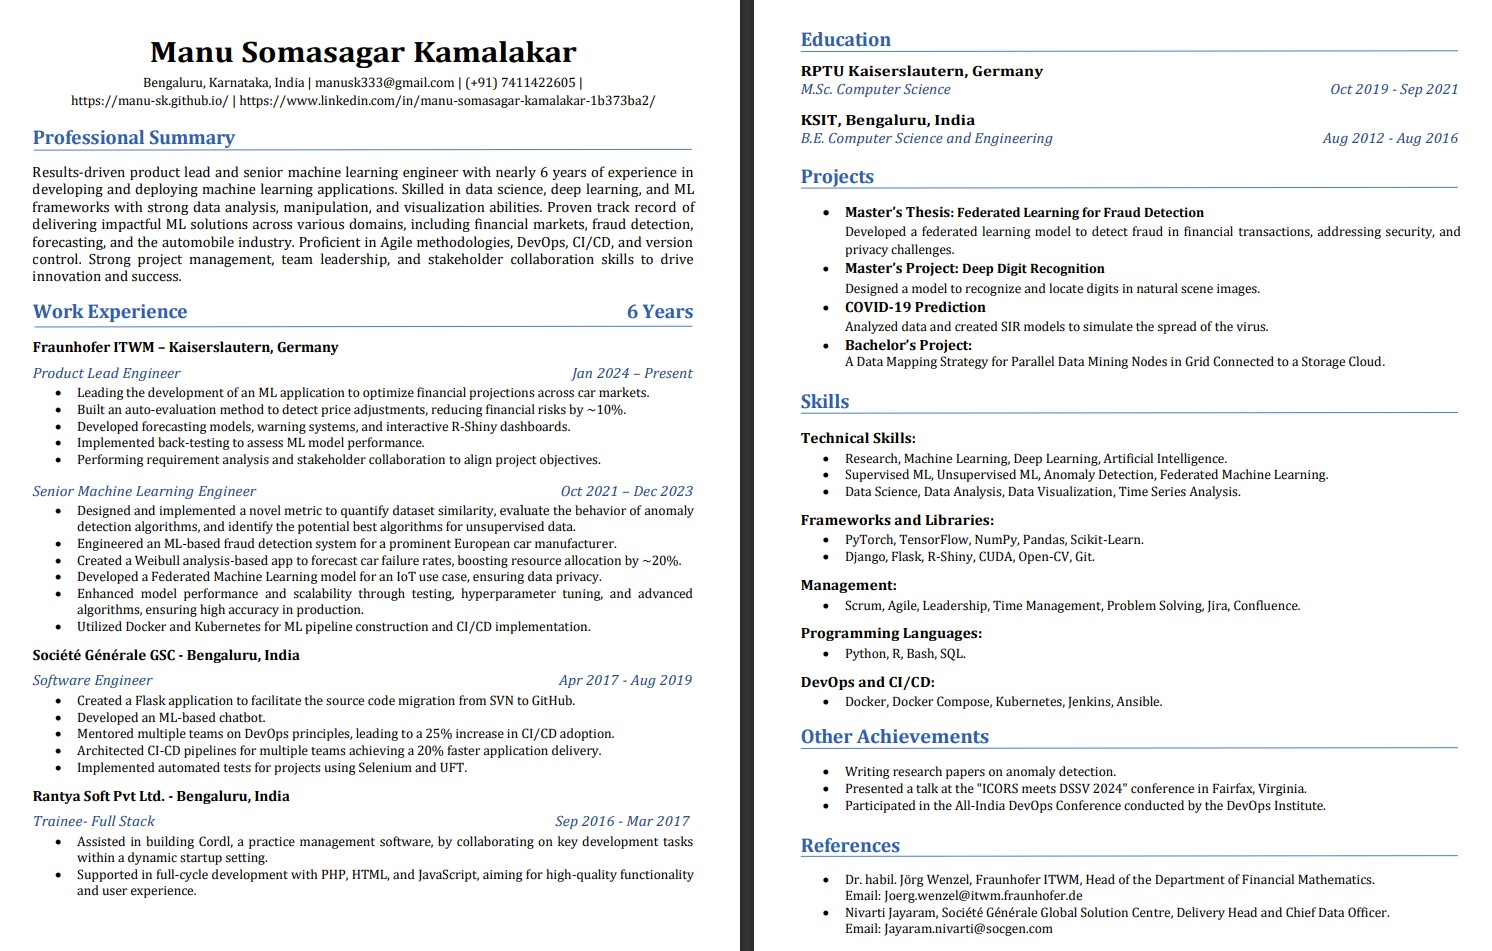 Manu Somasagar Kamalakar
Bengaluru, Karnataka, India | manusk333@gmail.com | (+91) 7411422605 |
https://manu-sk.github.io/ | https://www.linkedin.com/in/manu-somasagar-kamalakar-1b373ba2/
Professional Summary
Results-driven product lead and senior machine learning engineer with nearly 6 years of experience in
developing and deploying machine learning applications. Skilled in data science, deep learning, and ML
frameworks with strong data analysis, manipulation, and visualization abilities. Proven track record of
delivering impactful ML solutions across various domains, including financial markets, fraud detection,
forecasting, and the automobile industry. Proficient in Agile methodologies, DevOps, CI/CD, and version
control. Strong project management, team leadership, and stakeholder collaboration skills to drive
innovation and success.
Work Experience 6 Years
Fraunhofer ITWM – Kaiserslautern, Germany
Product Lead Engineer Jan 2024 – Present
• Leading the development of an ML application to optimize financial projections across car markets.
• Built an auto-evaluation method to detect price adjustments, reducing financial risks by ~10%.
• Developed forecasting models, warning systems, and interactive R-Shiny dashboards.
• Implemented back-testing to assess ML model performance.
• Performing requirement analysis and stakeholder collaboration to align project objectives.
Senior Machine Learning Engineer Oct 2021 – Dec 2023
• Designed and implemented a novel metric to quantify dataset similarity, evaluate the behavior of anomaly
detection algorithms, and identify the potential best algorithms for unsupervised data.
• Engineered an ML-based fraud detection system for a prominent European car manufacturer.
• Created a Weibull analysis-based app to forecast car failure rates, boosting resource allocation by ~20%.
• Developed a Federated Machine Learning model for an IoT use case, ensuring data privacy.
• Enhanced model performance and scalability through testing, hyperparameter tuning, and advanced
algorithms, ensuring high accuracy in production.
• Utilized Docker and Kubernetes for ML pipeline construction and CI/CD implementation.
Société Générale GSC - Bengaluru, India
Software Engineer Apr 2017 - Aug 2019
• Created a Flask application to facilitate the source code migration from SVN to GitHub.
• Developed an ML-based chatbot.
• Mentored multiple teams on DevOps principles, leading to a 25% increase in CI/CD adoption.
• Architected CI-CD pipelines for multiple teams achieving a 20% faster application delivery.
• Implemented automated tests for projects using Selenium and UFT.
Rantya Soft Pvt Ltd. - Bengaluru, India
Trainee- Full Stack Sep 2016 - Mar 2017
• Assisted in building Cordl, a practice management software, by collaborating on key development tasks
within a dynamic startup setting.
• Supported in full-cycle development with PHP, HTML, and JavaScript, aiming for high-quality functionality
and user experience.
Education
RPTU Kaiserslautern, Germany
M.Sc. Computer Science Oct 2019 - Sep 2021
KSIT, Bengaluru, India
B.E. Computer Science and Engineering Aug 2012 - Aug 2016
Projects
• Master's Thesis: Federated Learning for Fraud Detection
Developed a federated learning model to detect fraud in financial transactions, addressing security, and
privacy challenges.
• Master's Project: Deep Digit Recognition
Designed a model to recognize and locate digits in natural scene images.
• COVID-19 Prediction
Analyzed data and created SIR models to simulate the spread of the virus.
• Bachelor's Project:
A Data Mapping Strategy for Parallel Data Mining Nodes in Grid Connected to a Storage Cloud.
Skills
Technical Skills:
• Research, Machine Learning, Deep Learning, Artificial Intelligence.
• Supervised ML, Unsupervised ML, Anomaly Detection, Federated Machine Learning.
• Data Science, Data Analysis, Data Visualization, Time Series Analysis.
Frameworks and Libraries:
• PyTorch, TensorFlow, NumPy, Pandas, Scikit-Learn.
• Django, Flask, R-Shiny, CUDA, Open-CV, Git.
Management:
• Scrum, Agile, Leadership, Time Management, Problem Solving, Jira, Confluence.
Programming Languages:
• Python, R, Bash, SQL.
DevOps and CI/CD:
• Docker, Docker Compose, Kubernetes, Jenkins, Ansible.
Other Achievements
• Writing research papers on anomaly detection.
• Presented a talk at the "ICORS meets DSSV 2024" conference in Fairfax, Virginia.
• Participated in the All-India DevOps Conference conducted by the DevOps Institute.
References
• Dr. habil. Jörg Wenzel, Fraunhofer ITWM, Head of the Department of Financial Mathematics.
Email: Joerg.wenzel@itwm.fraunhofer.de
• Nivarti Jayaram, Société Générale Global Solution Centre, Delivery Head and Chief Data Officer.
Email: Jayaram.nivarti@socgen.com